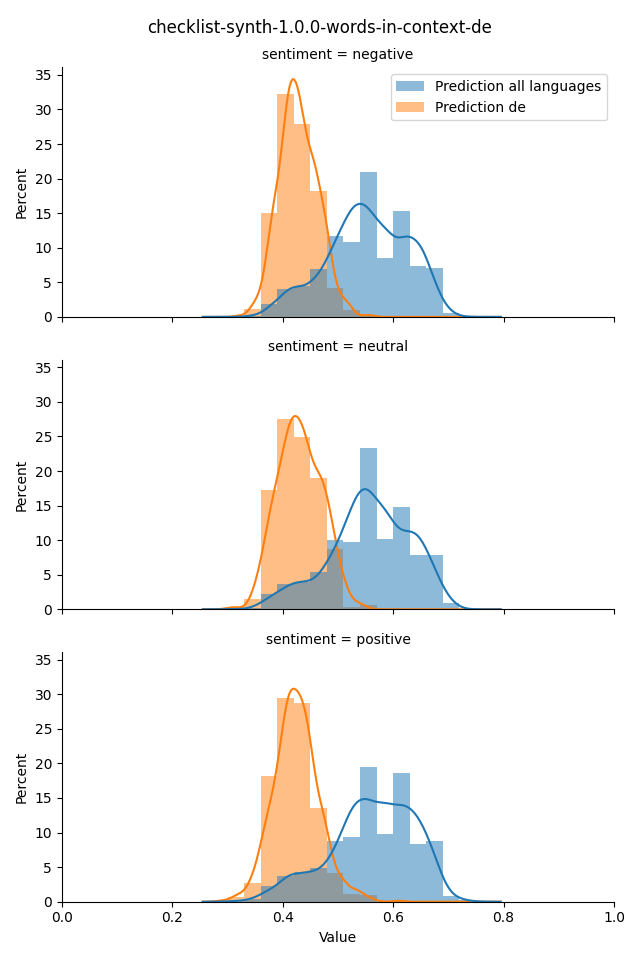 checklist-synth-1.0.0-words-in-context-de
sentiment = negative
Prediction all languages
Prediction de
Percent
35
30
25
20
15
10
5
0
sentiment = neutral
Percent
35
30
25
20
15
10
5
0
sentiment = positive
Percent
35
30
25
20
15
10
5
0
0.0 0.2 0.4 0.6 0.8 1.0
Value